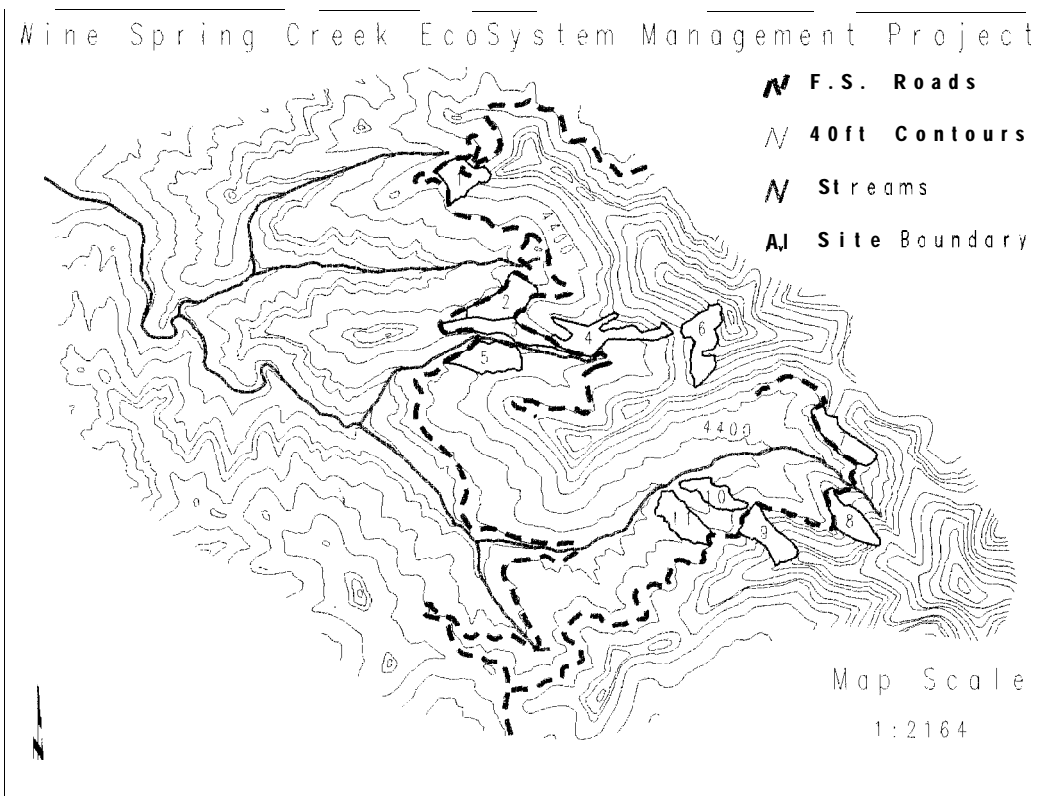 Nine Spring Creek EcoSystem Management Project
F.S. Roads
40ft Contours
Streams
Site Boundary
4400
2
4
6
5
4400
8
10
11
9
Map Scale
1:2164
N